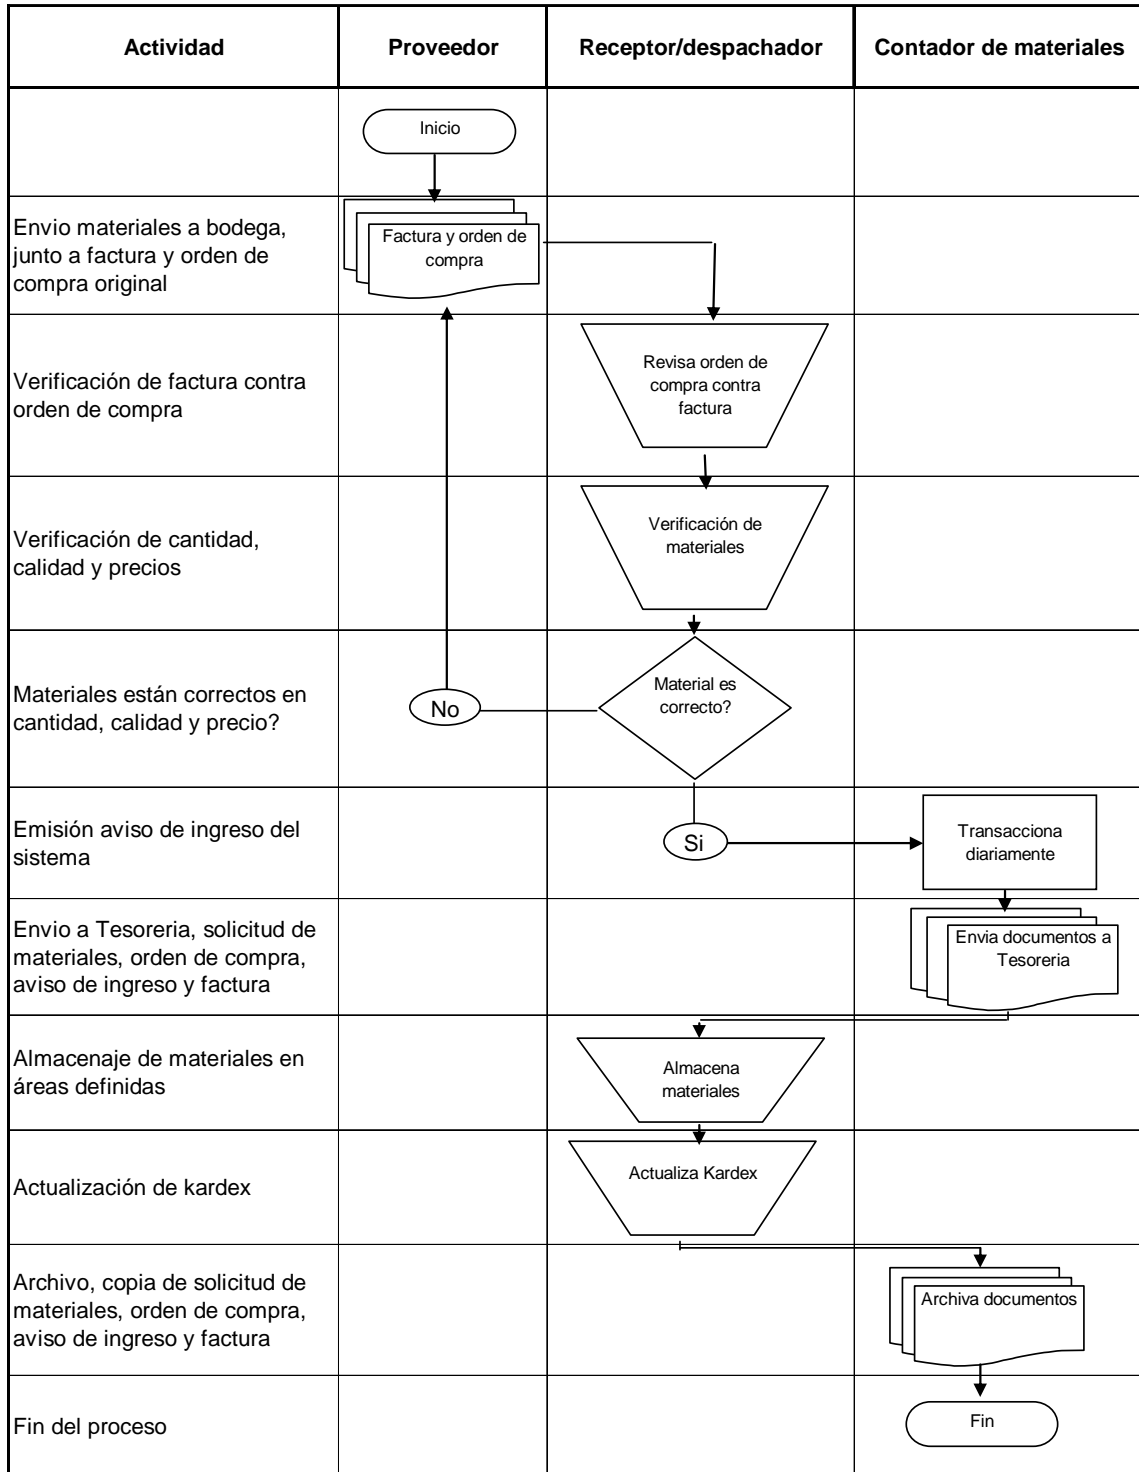 Actividad
Proveedor
Receptor/despachador
Contador de materiales
Inicio
Envio materiales a bodega,
junto a factura y orden de
compra original
Factura y orden de
compra
Verificación de factura contra
orden de compra
Revisa orden de
compra contra
factura
Verificación de cantidad,
calidad y precios
Verificación de
materiales
Materiales están correctos en
cantidad, calidad y precio?
No
Material es
correcto?
Emisión aviso de ingreso del
sistema
Si
Transacciona
diariamente
Envio a Tesoreria, solicitud de
materiales, orden de compra,
aviso de ingreso y factura
Envia documentos a
Tesoreria
Almacenaje de materiales en
áreas definidas
Almacena
materiales
Actualización de kardex
Actualiza Kardex
Archivo, copia de solicitud de
materiales, orden de compra,
aviso de ingreso y factura
Archiva documentos
Fin del proceso
Fin